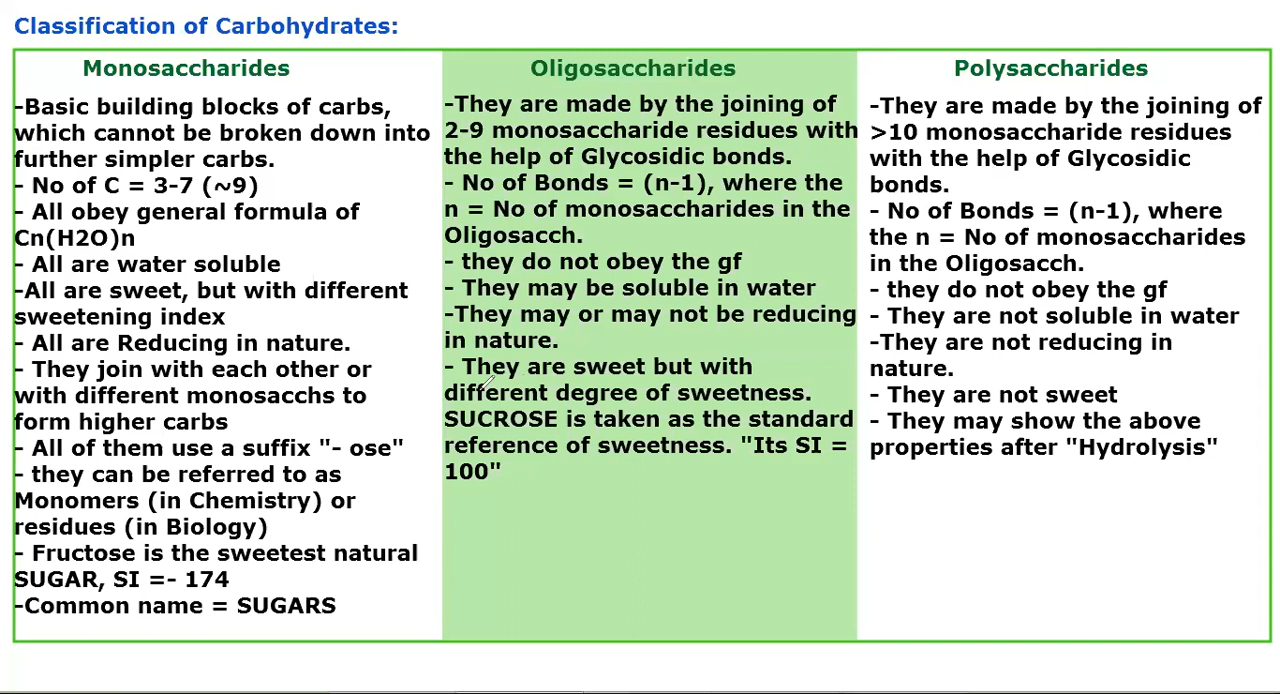 Classification of Carbohydrates:
Monosaccharides
-Basic building blocks of carbs,
which cannot be broken down into
further simpler carbs.
- No of C = 3-7 (~9)
- All obey general formula of
Cn(H2O)n
- All are water soluble
-All are sweet, but with different
sweetening index
- All are Reducing in nature.
- They join with each other or
with different monosacchs to
form higher carbs
- All of them use a suffix "- ose"
- they can be referred to as
Monomers (in Chemistry) or
residues (in Biology)
- Fructose is the sweetest natural
SUGAR, SI =- 174
-Common name = SUGARS
Oligosaccharides
-They are made by the joining of
2-9 monosaccharide residues with
the help of Glycosidic bonds.
- No of Bonds = (n-1), where the
n = No of monosaccharides in the
Oligosacch.
- they do not obey the gf
- They may be soluble in water
-They may or may not be reducing
in nature.
- They are sweet but with
different degree of sweetness.
SUCROSE is taken as the standard
reference of sweetness. "Its SI =
100"
Polysaccharides
-They are made by the joining of
>10 monosaccharide residues
with the help of Glycosidic
bonds.
- No of Bonds = (n-1), where
the n = No of monosaccharides
in the Oligosacch.
- they do not obey the gf
- They are not soluble in water
-They are not reducing in
nature.
- They are not sweet
- They may show the above
properties after "Hydrolysis"